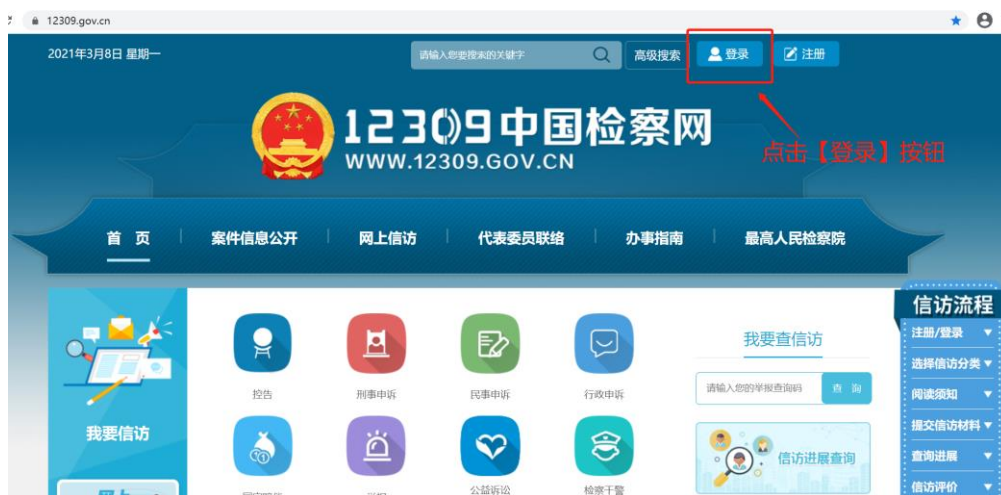 12309.gov.cn
2021年3月8日 星期一
请输入您要搜索的关键字
高级搜索
登录
注册
12309中国检察网
WWW.12309.GOV.CN
点击【登录】按钮
首 页
案件信息公开
网上信访
代表委员联络
办事指南
最高人民检察院
我要信访
控告
刑事申诉
民事申诉
行政申诉
公益诉讼
检察干警
我要查信访
请输入您的举报查询码
查 询
信访进展查询
信访流程
注册/登录
选择信访分类
阅读须知
提交信访材料
查询进展
信访评价